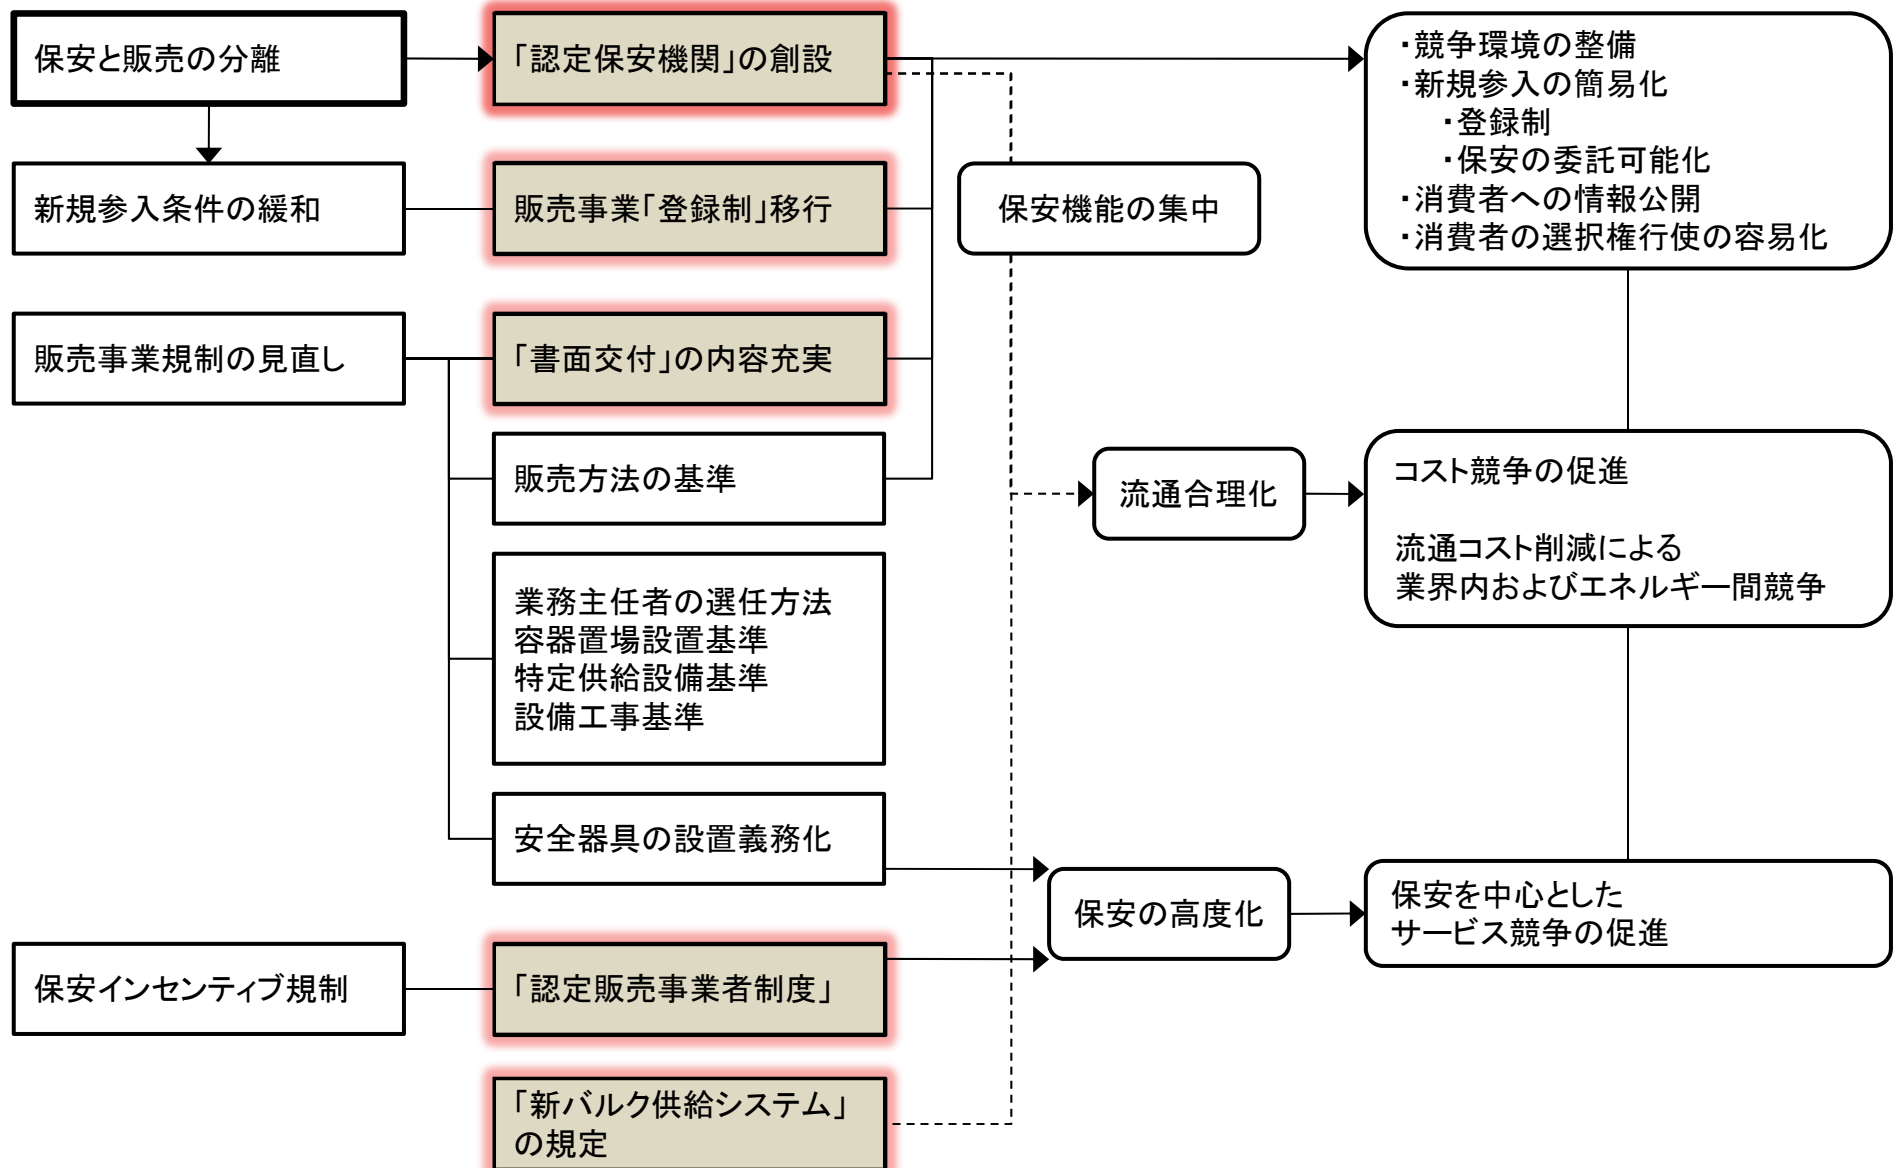 保安と販売の分離
「認定保安機関」の創設
・競争環境の整備
・新規参入の簡易化
・登録制
・保安の委託可能化
・消費者への情報公開
・消費者の選択権行使の容易化
新規参入条件の緩和
販売事業「登録制」移行
保安機能の集中
販売事業規制の見直し
「書面交付」の内容充実
販売方法の基準
流通合理化
コスト競争の促進
流通コスト削減による
業界内およびエネルギー間競争
業務主任者の選任方法
容器置場設置基準
特定供給設備基準
設備工事基準
安全器具の設置義務化
保安の高度化
保安を中心とした
サービス競争の促進
保安インセンティブ規制
「認定販売事業者制度」
「新バルク供給システム」
の規定